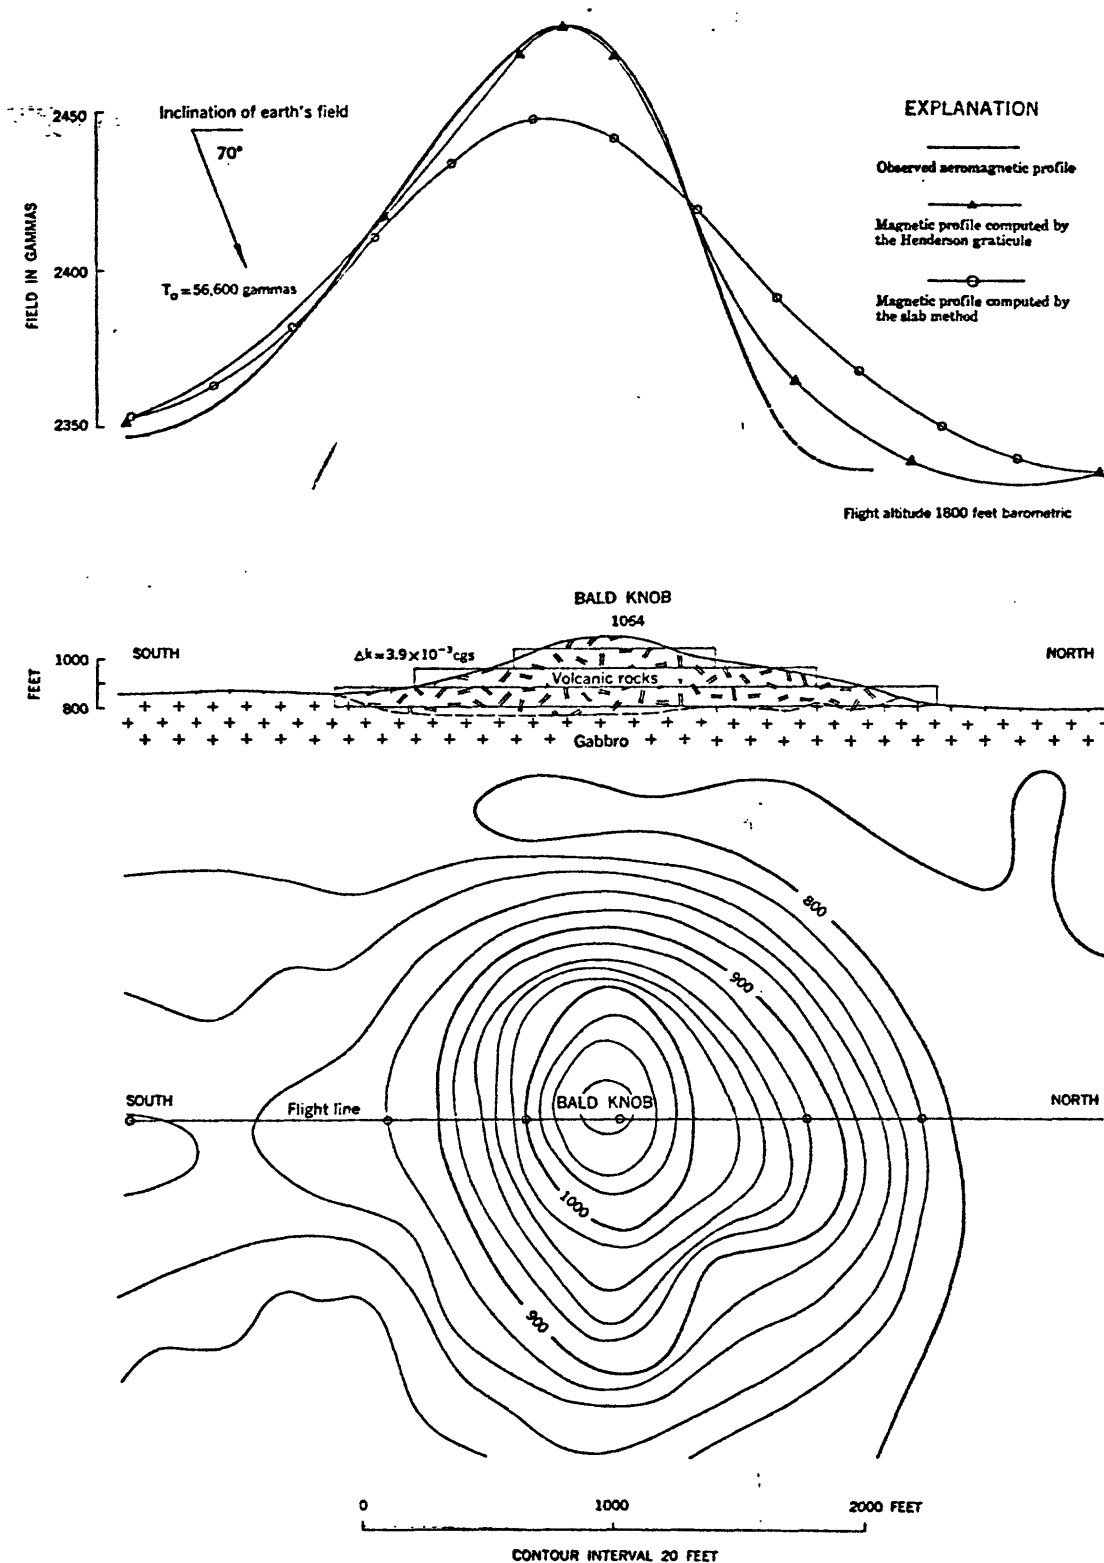 2450
Inclination of earth's field
70°
2400
T₀ = 56,600 gammas
FIELD IN GAMMAS
2350
EXPLANATION
Observed aeromagnetic profile
Magnetic profile computed by
the Henderson graticule
Magnetic profile computed by
the slab method
Flight altitude 1800 feet barometric
BALD KNOB
1064
SOUTH
Δk=3.9×10⁻³cgs
NORTH
FEET
1000
800
Volcanic rocks
Gabbro
800
900
SOUTH
Flight line
BALD KNOB
NORTH
1000
900
0 1000 2000 FEET
CONTOUR INTERVAL 20 FEET